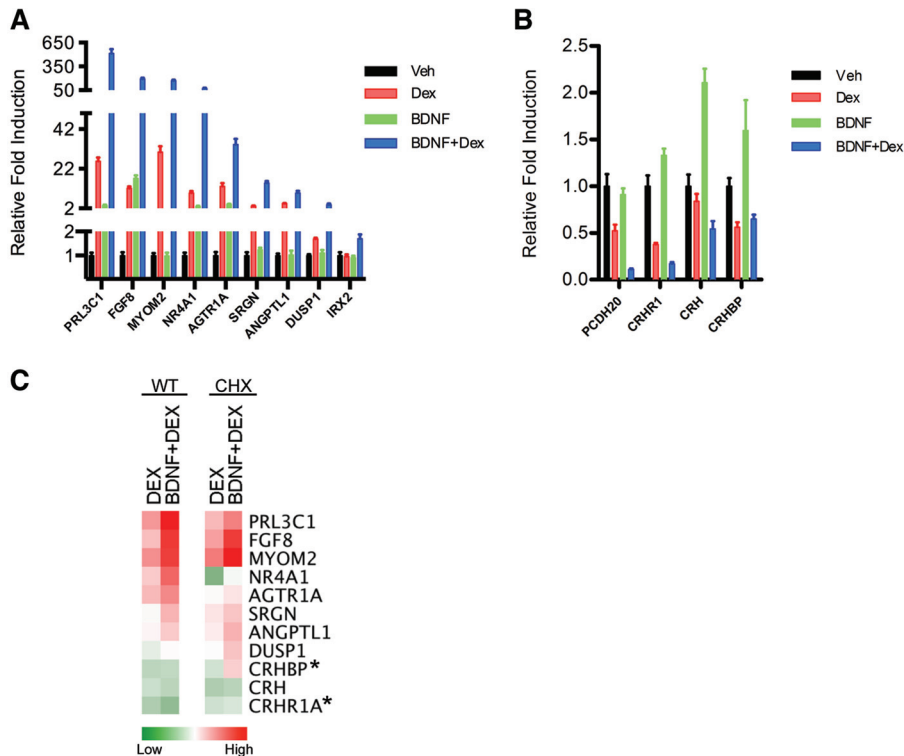 A
Relative Fold Induction
650
350
50
42
22
2
2
1
PRL3C1
FGF8
MYOM2
NR4A1
AGTR1A
SRGN
ANGPTL1
DUSP1
IRX2
Veh
Dex
BDNF
BDNF+Dex
B
Relative Fold Induction
2.5
2.0
1.5
1.0
0.5
0.0
PCDH20
CRHR1
CRH
CRHBP
Veh
Dex
BDNF
BDNF+Dex
C
WT CHX
DEX
BDNF+DEX
DEX
BDNF+DEX
PRL3C1
FGF8
MYOM2
NR4A1
AGTR1A
SRGN
ANGPTL1
DUSP1
CRHBP*
CRH
CRHR1A*
Low High